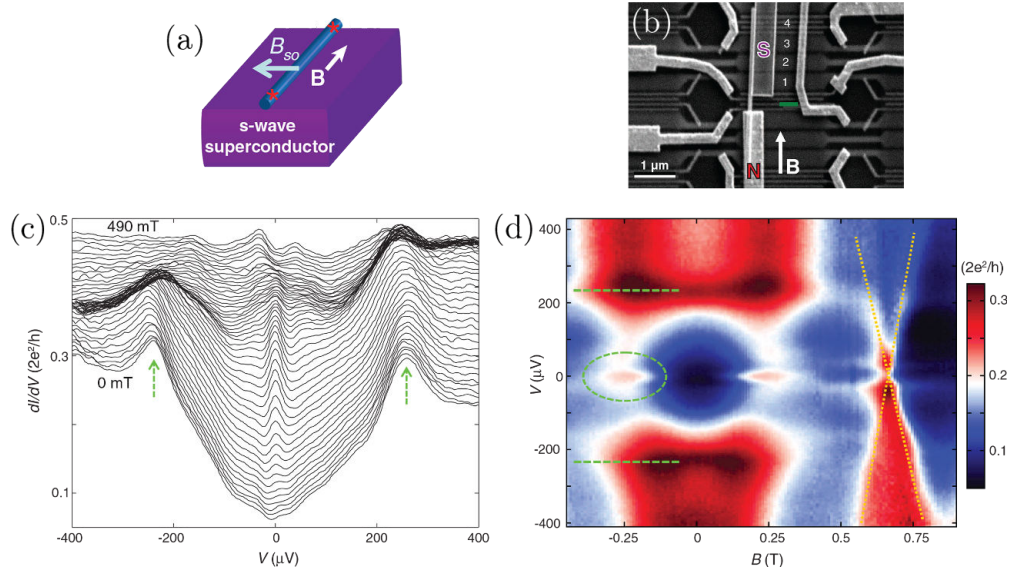 (a)
B_so
B
s-wave
superconductor
(b)
S
4
3
2
1
N
B
1 µm
(c)
490 mT
0 mT
0.5
0.3
0.1
dI/dV (2e²/h)
-400
-200
0
200
400
V (µV)
(d)
(2e²/h)
400
200
0
-200
-400
V (µV)
-0.25
0
0.25
0.5
0.75
B (T)
0.3
0.2
0.1